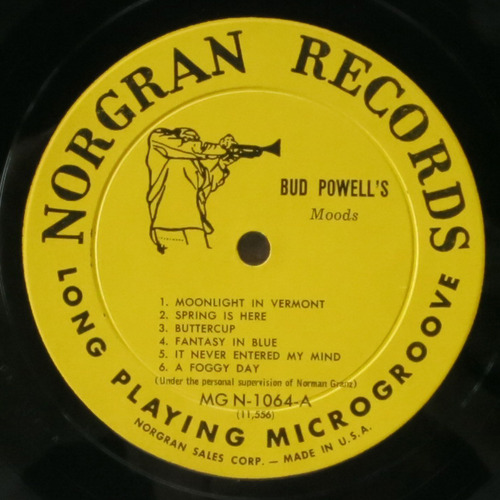 NORGRAN RECORDS
BUD POWELL'S
Moods
1. MOONLIGHT IN VERMONT
2. SPRING IS HERE
3. BUTTERCUP
4. FANTASY IN BLUE
5. IT NEVER ENTERED MY MIND
6. A FOGGY DAY
(Under the personal supervision of Norman Granz)
MG N-1064-A
(11,556)
LONG PLAYING MICROGROOVE
NORGRAN SALES CORP. — MADE IN U.S.A.